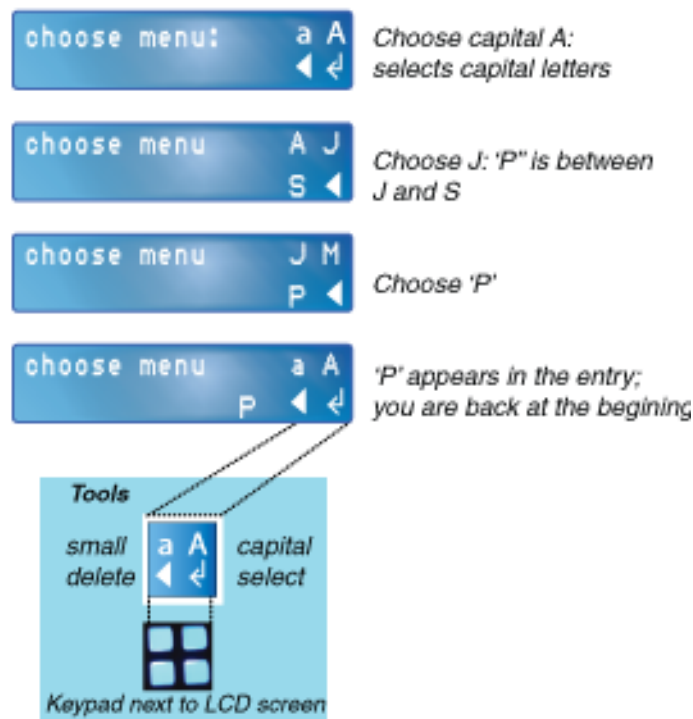 choose menu: a A
Choose capital A:
selects capital letters
choose menu A J
S
Choose J: 'P" is between
J and S
choose menu J M
P
Choose 'P'
choose menu a A
P
'P' appears in the entry;
you are back at the begining
Tools
small a A capital
delete select
Keypad next to LCD screen